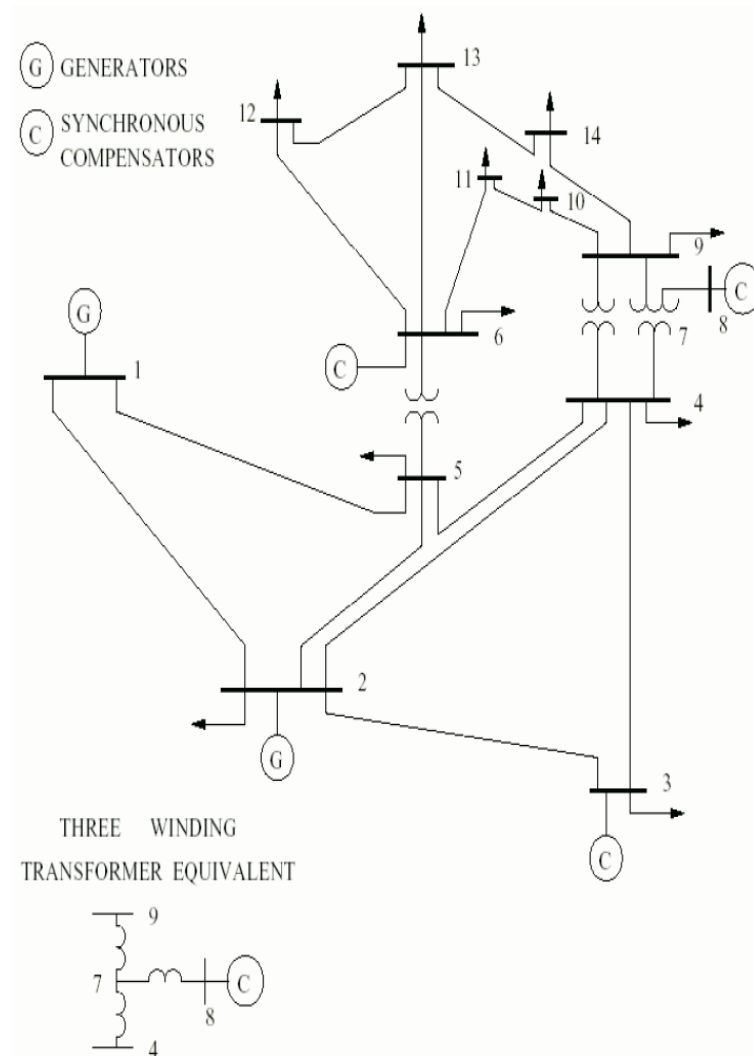 G GENERATORS
C SYNCHRONOUS
COMPENSATORS
13
12
14
11
10
9
C
8
7
G
1
6
C
4
5
2
G
3
C
THREE WINDING
TRANSFORMER EQUIVALENT
9
7
C
8
4